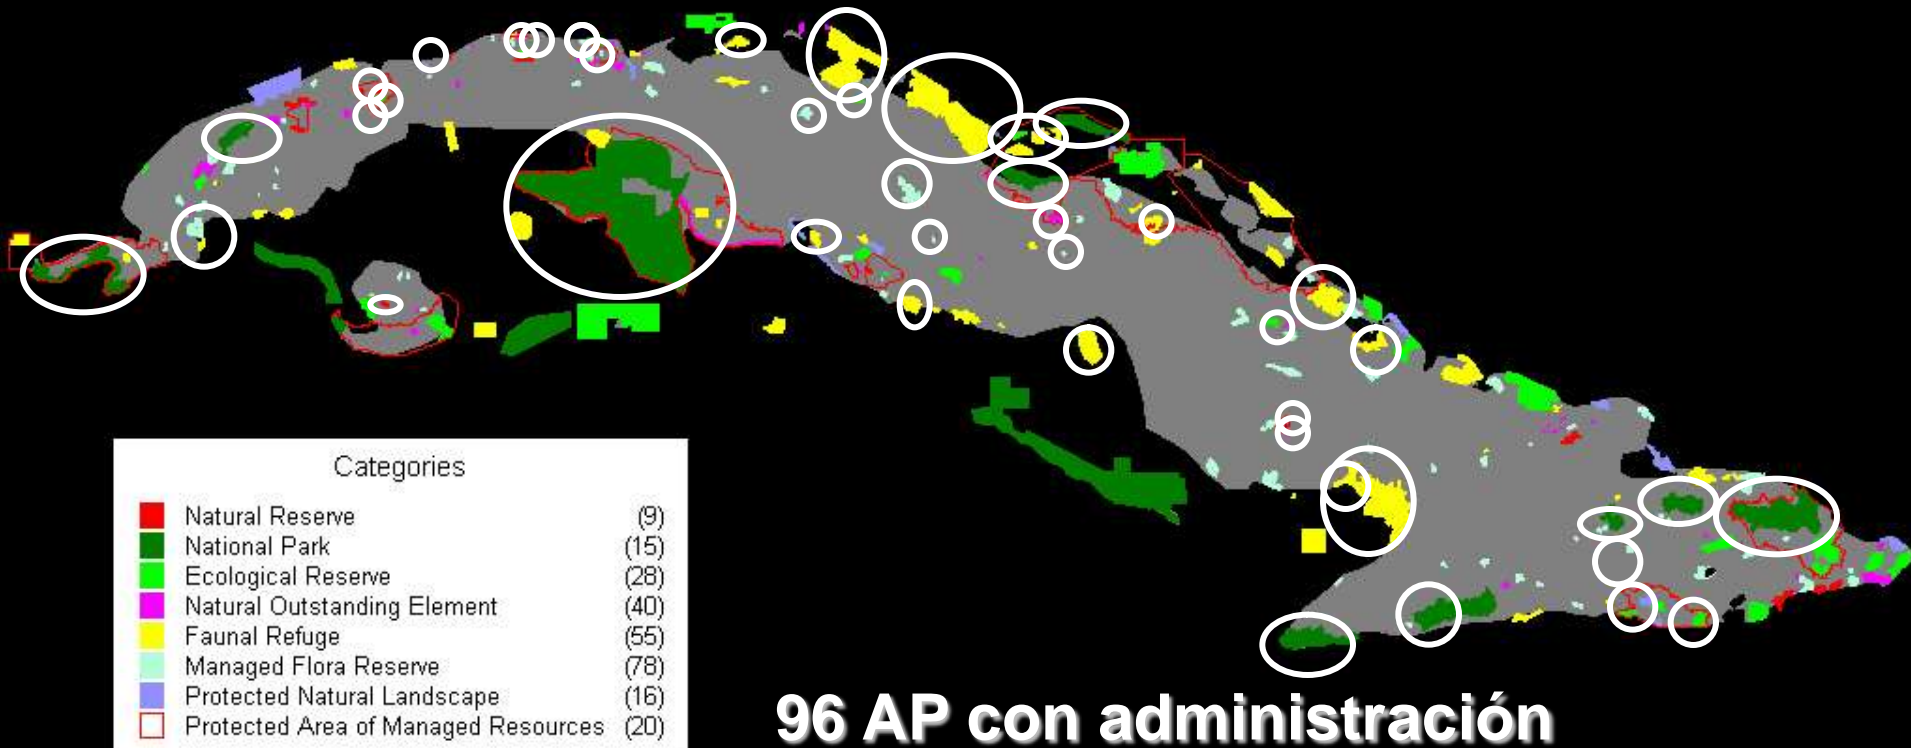 Categories
Natural Reserve (9)
National Park (15)
Ecological Reserve (28)
Natural Outstanding Element (40)
Faunal Refuge (55)
Managed Flora Reserve (78)
Protected Natural Landscape (16)
Protected Area of Managed Resources (20)
96 AP con administración